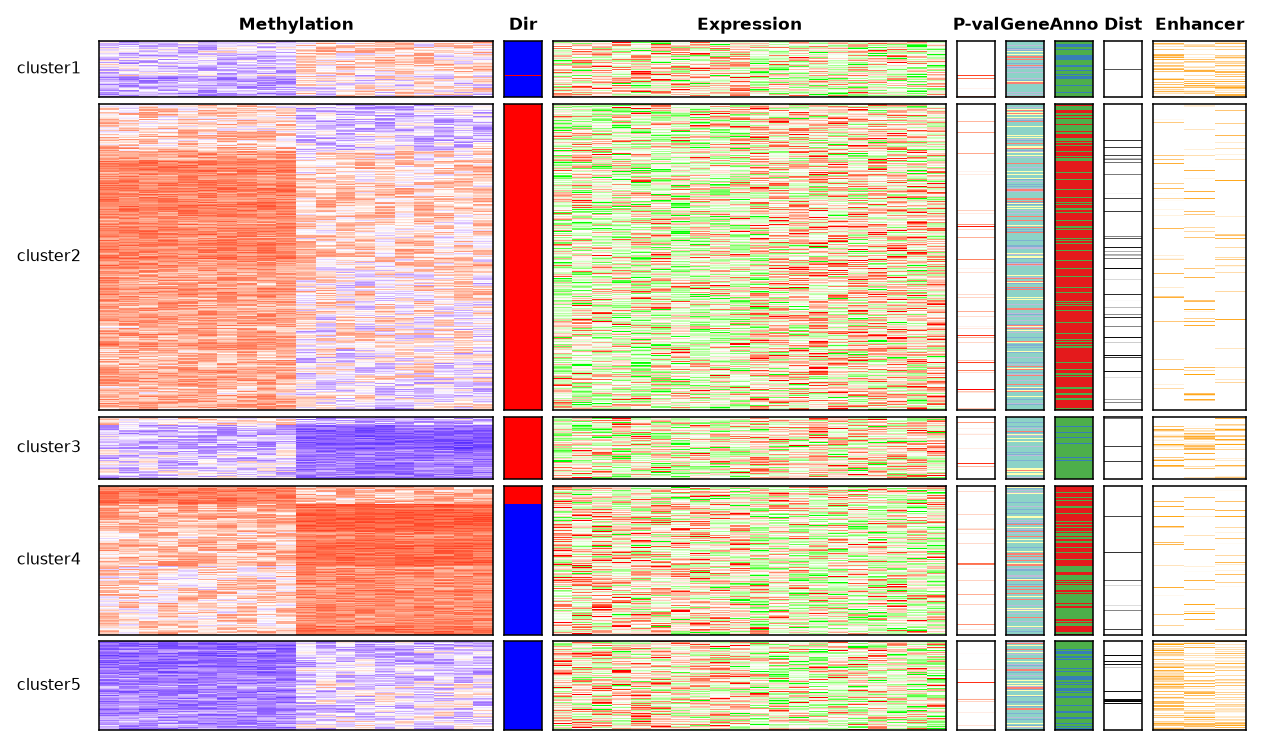 Methylation Dir Expression P-val Gene Anno Dist Enhancer
cluster1
cluster2
cluster3
cluster4
cluster5